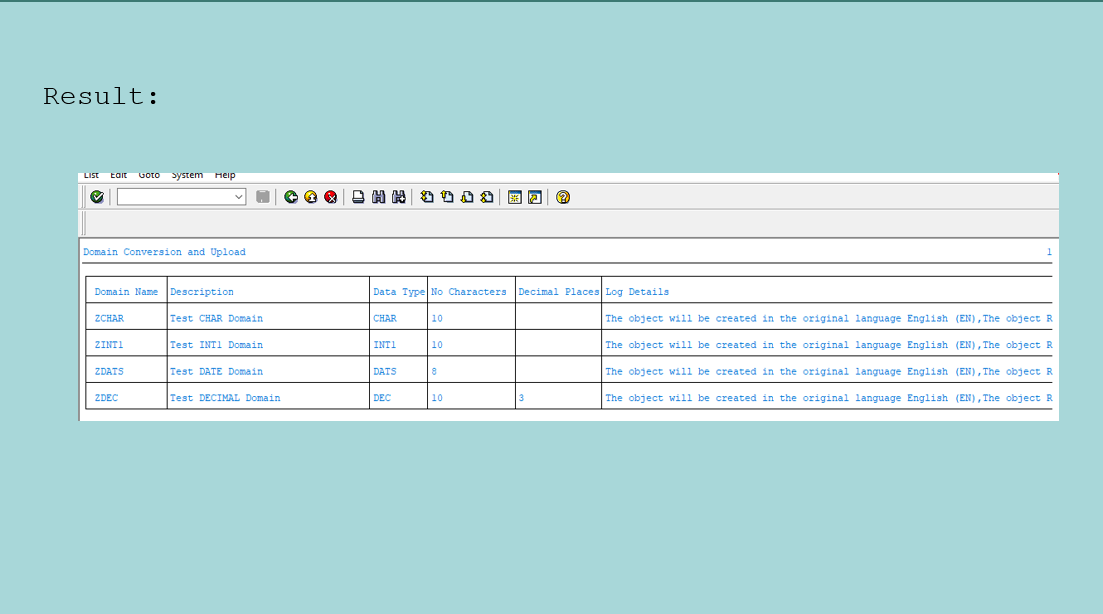 Result:
List Edit Goto System Help
Domain Conversion and Upload 1
Domain Name Description Data Type No Characters Decimal Places Log Details
ZCHAR Test CHAR Domain CHAR 10 The object will be created in the original language English (EN),The object R
ZINT1 Test INT1 Domain INT1 10 The object will be created in the original language English (EN),The object R
ZDATS Test DATE Domain DATS 8 The object will be created in the original language English (EN),The object R
ZDEC Test DECIMAL Domain DEC 10 3 The object will be created in the original language English (EN),The object R